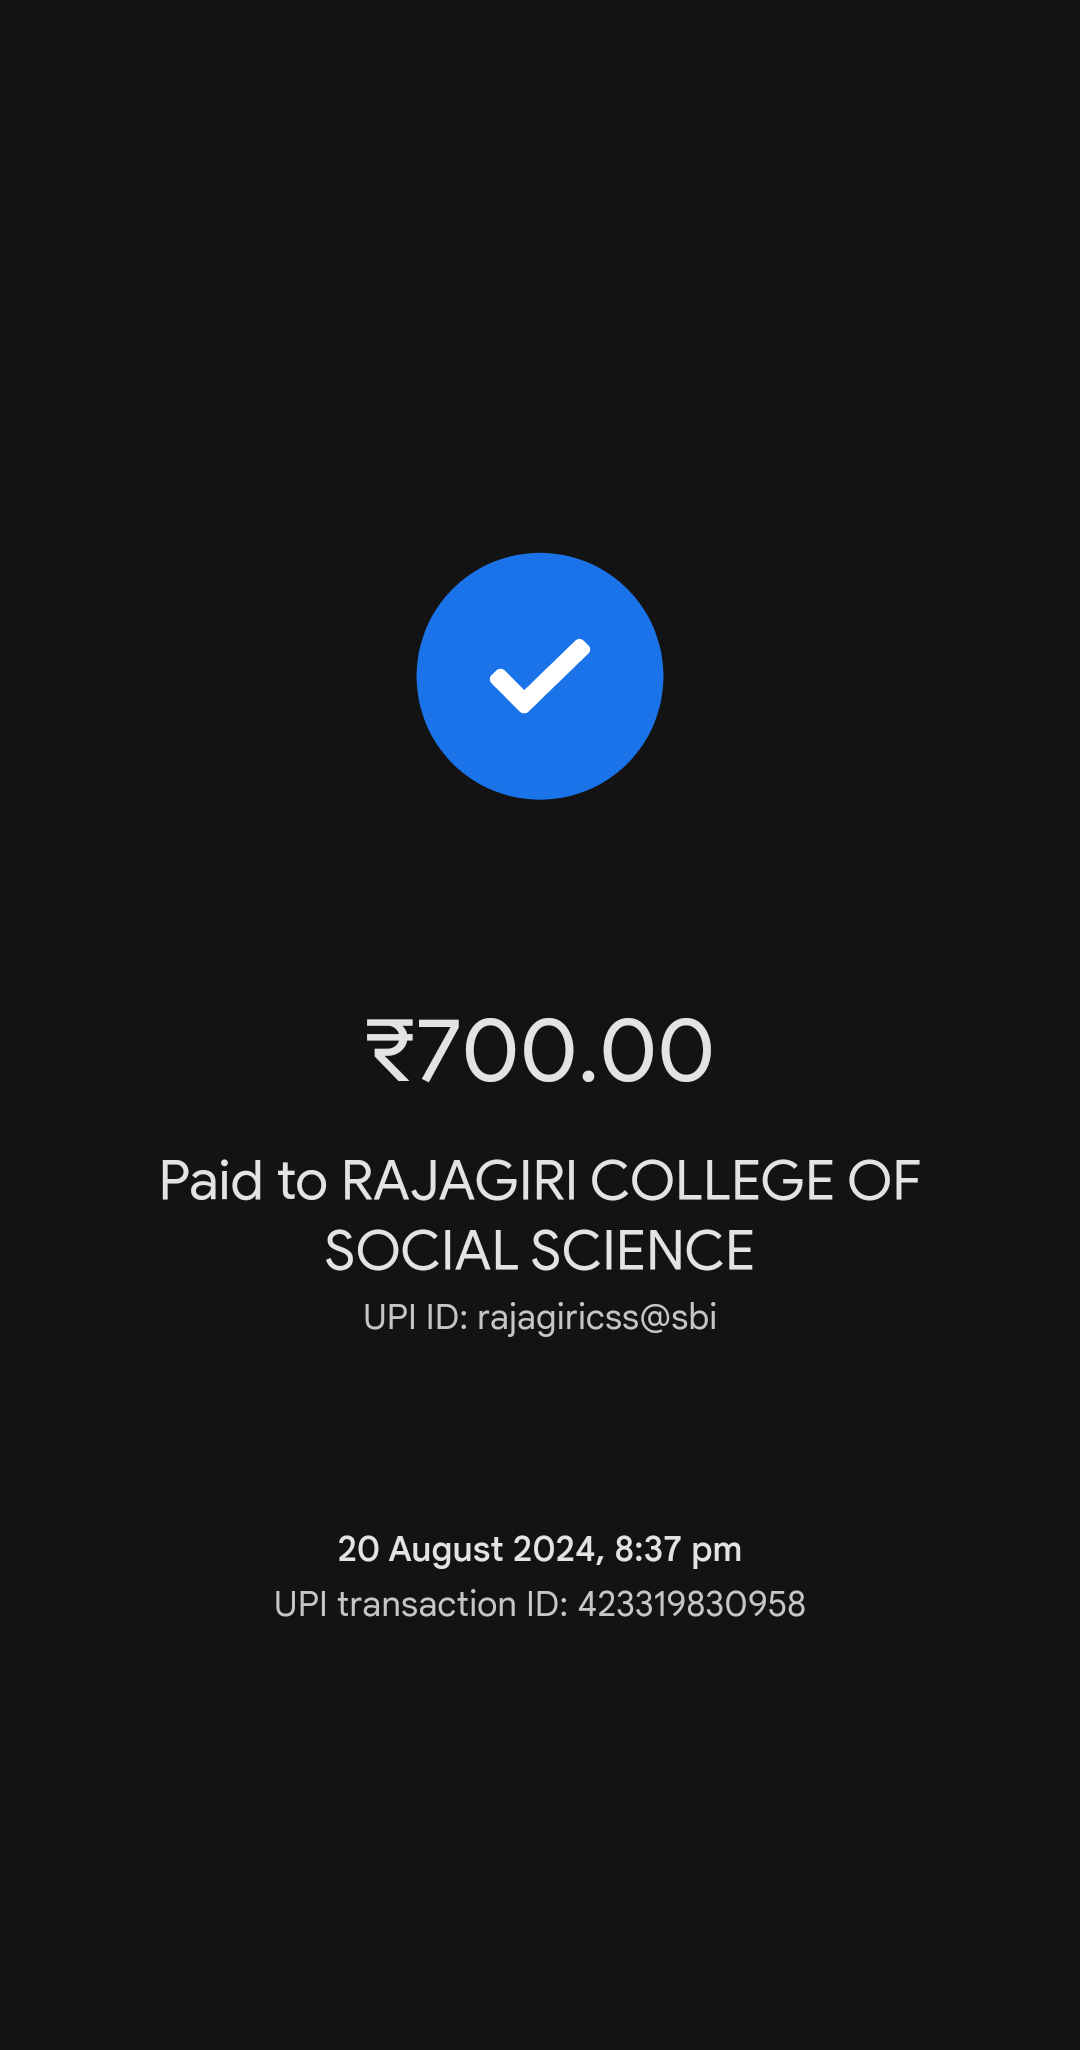 ₹700.00
Paid to RAJAGIRI COLLEGE OF
SOCIAL SCIENCE
UPI ID: rajagiricss@sbi
20 August 2024, 8:37 pm
UPI transaction ID: 423319830958